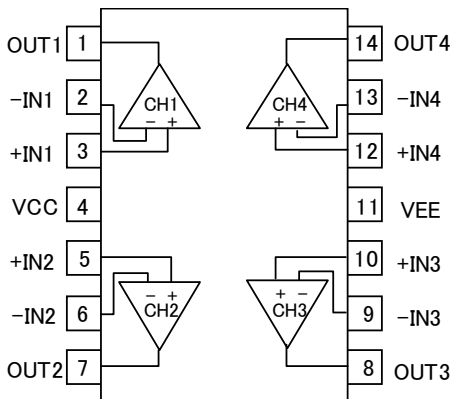 OUT1 1 14 OUT4
-IN1 2 CH1 CH4 13 -IN4
- + + -
+IN1 3 12 +IN4
VCC 4 11 VEE
+IN2 5 10 +IN3
- + + -
-IN2 6 CH2 CH3 9 -IN3
OUT2 7 8 OUT3